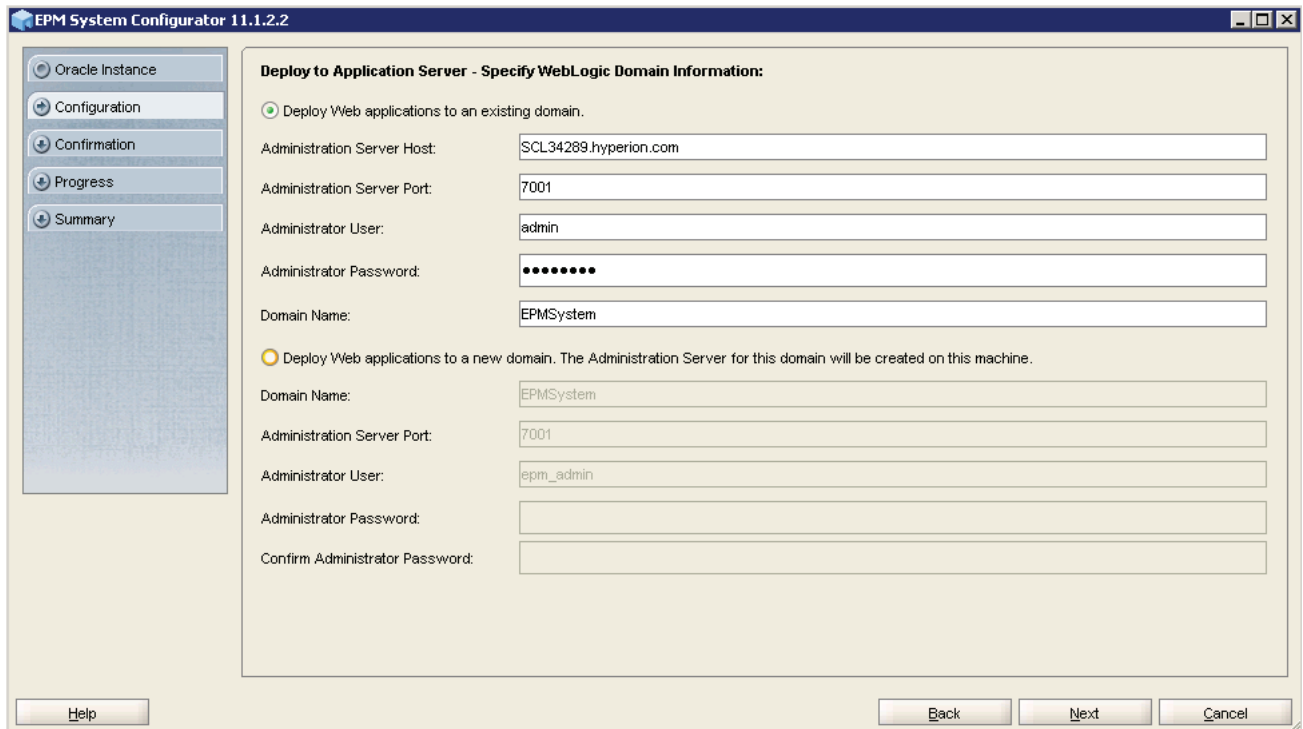 EPM System Configurator 11.1.2.2
Oracle Instance
Configuration
Confirmation
Progress
Summary
Deploy to Application Server - Specify WebLogic Domain Information:
Deploy Web applications to an existing domain.
Administration Server Host: SCL34289.hyperion.com
Administration Server Port: 7001
Administrator User: admin
Administrator Password: ●●●●●●●●
Domain Name: EPMSystem
Deploy Web applications to a new domain. The Administration Server for this domain will be created on this machine.
Domain Name: EPMSystem
Administration Server Port: 7001
Administrator User: epm_admin
Administrator Password:
Confirm Administrator Password:
Help Back Next Cancel